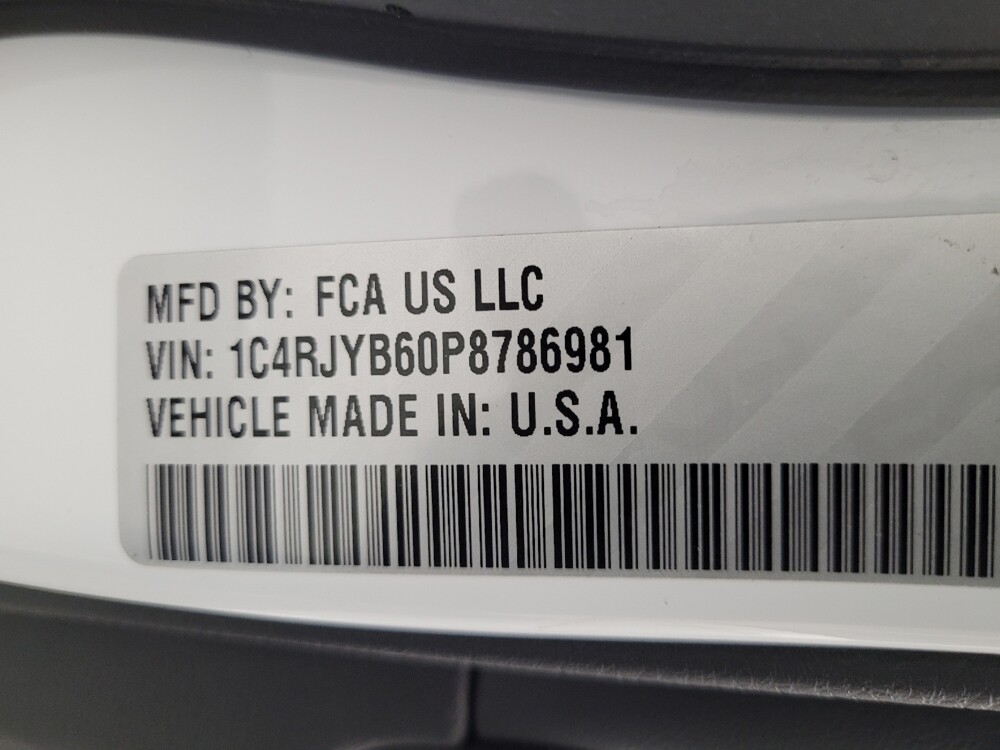 MFD BY: FCA US LLC
VIN: 1C4RJYB60P8786981
VEHICLE MADE IN: U.S.A.